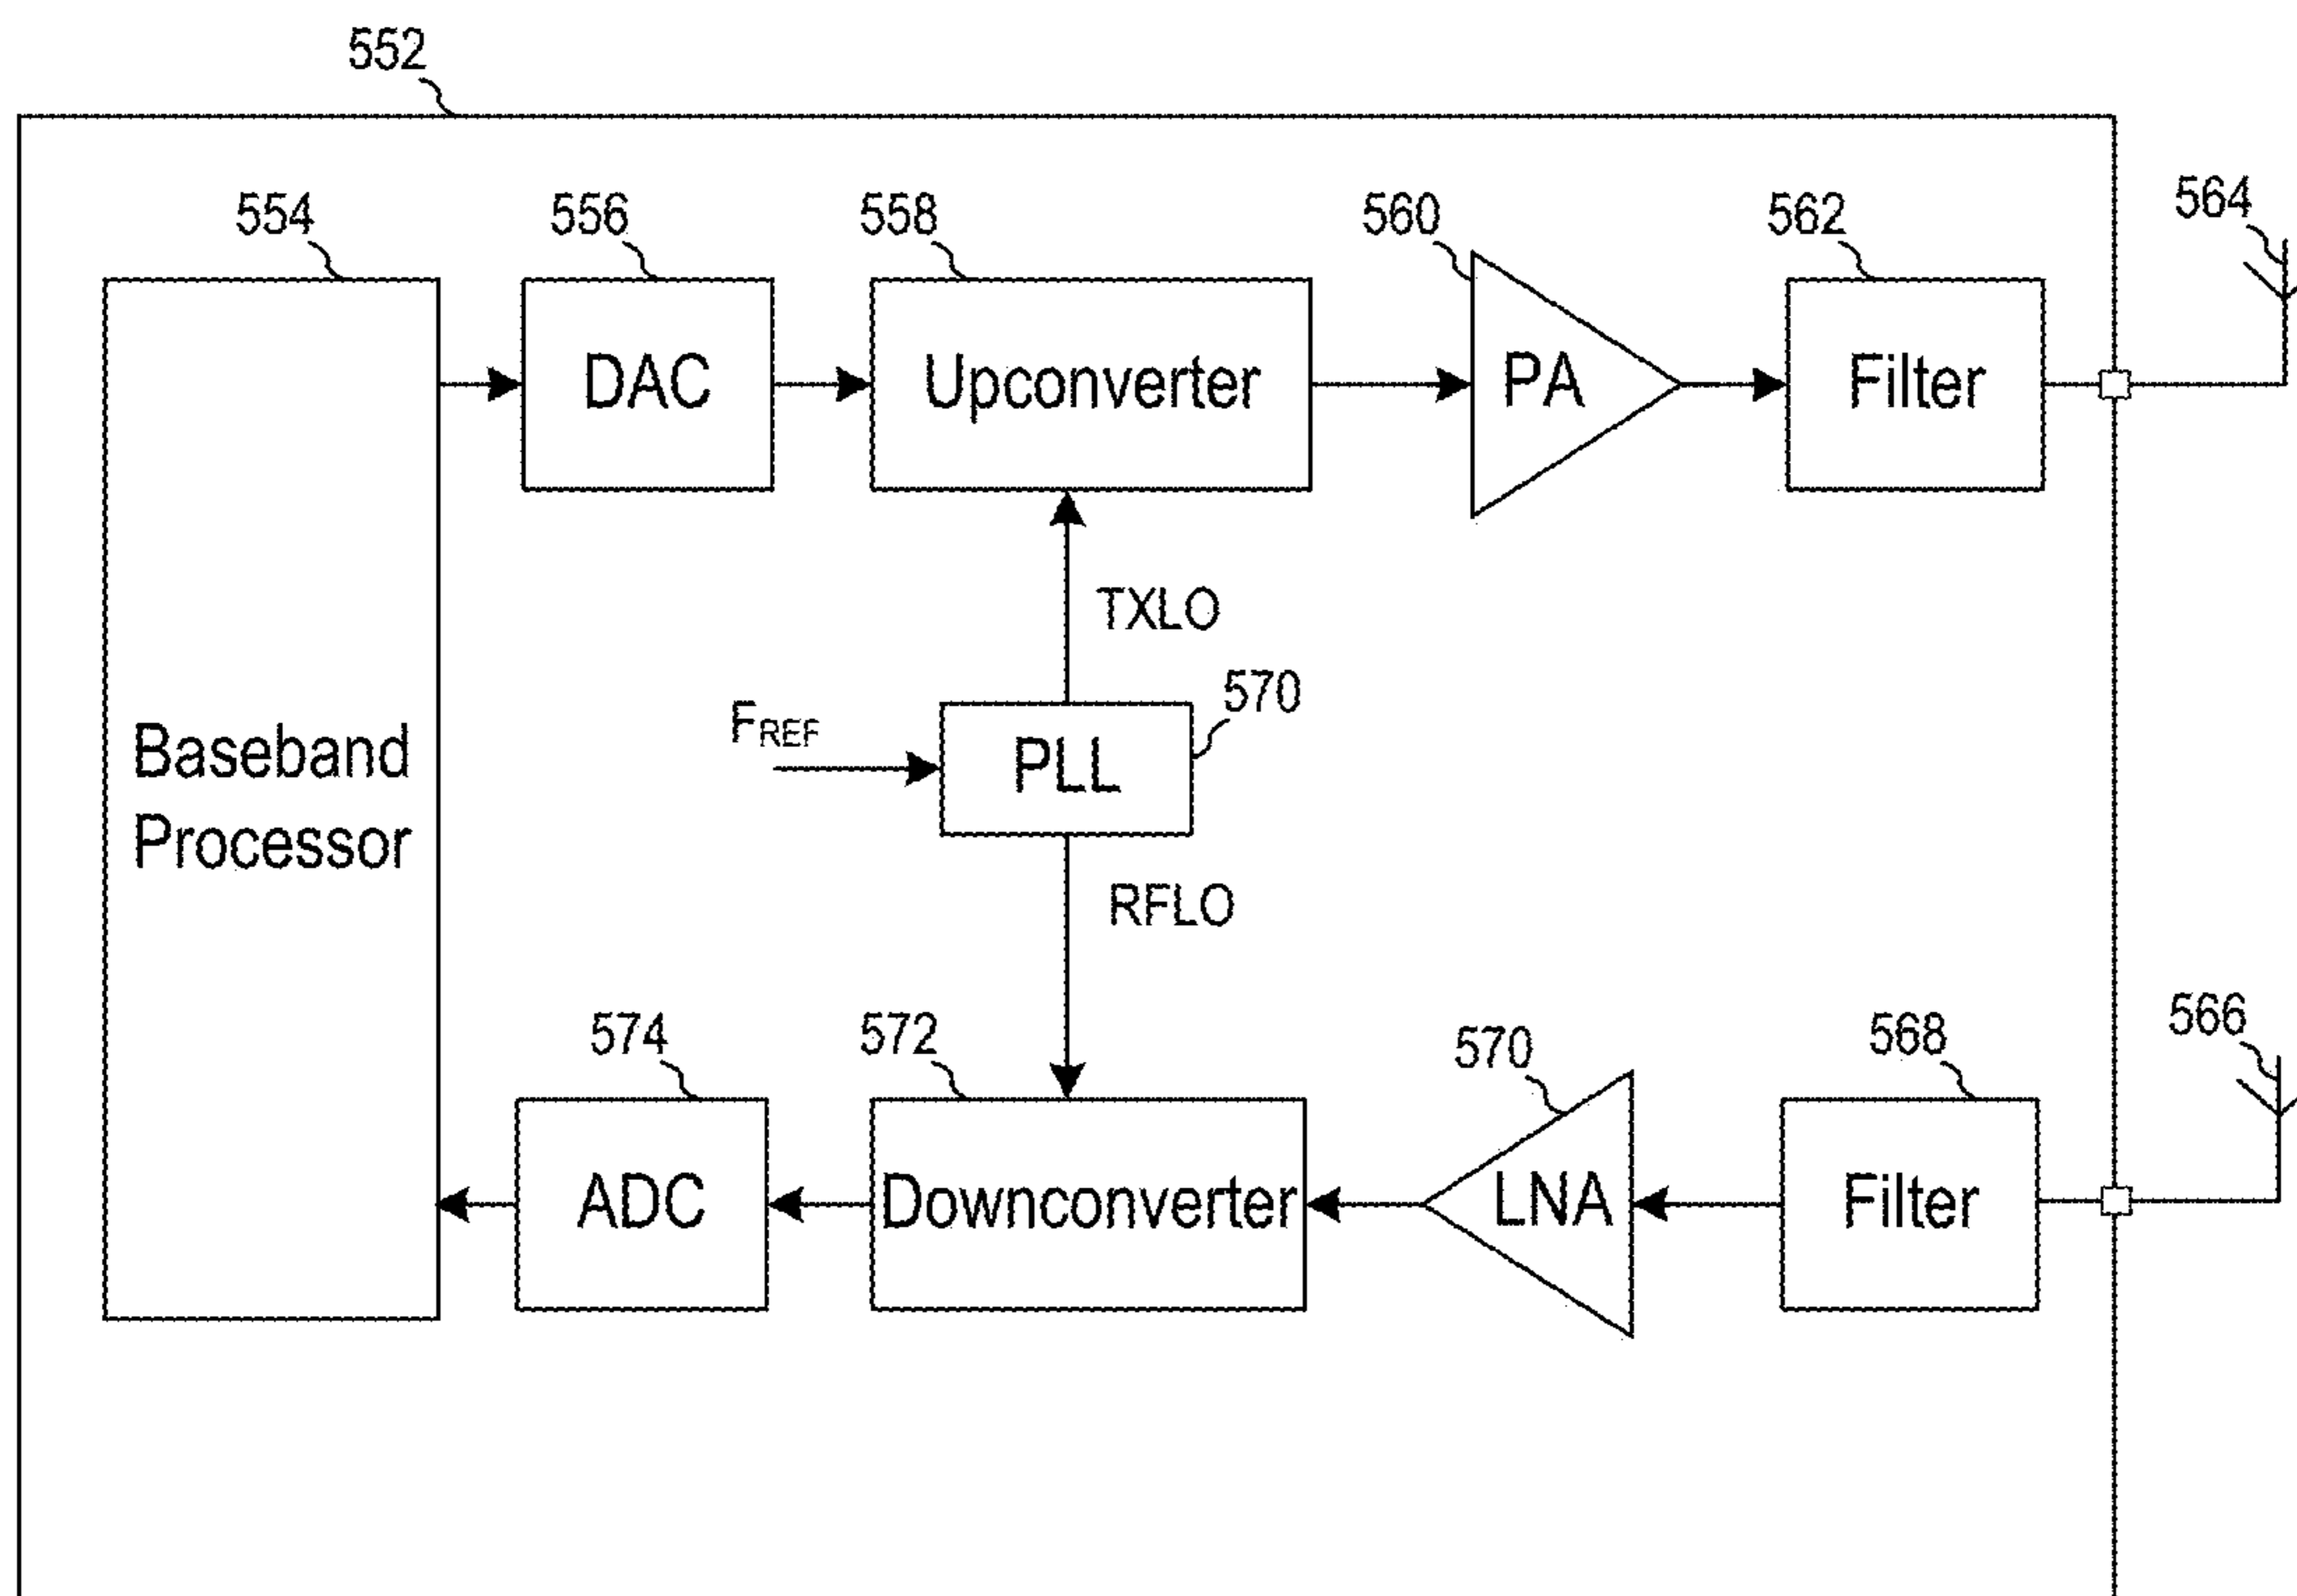 552
554
556
558
560
562
564
DAC
Upconverter
PA
Filter
TXLO
570
F_REF
PLL
Baseband
Processor
RFLO
574
572
570
568
566
ADC
Downconverter
LNA
Filter